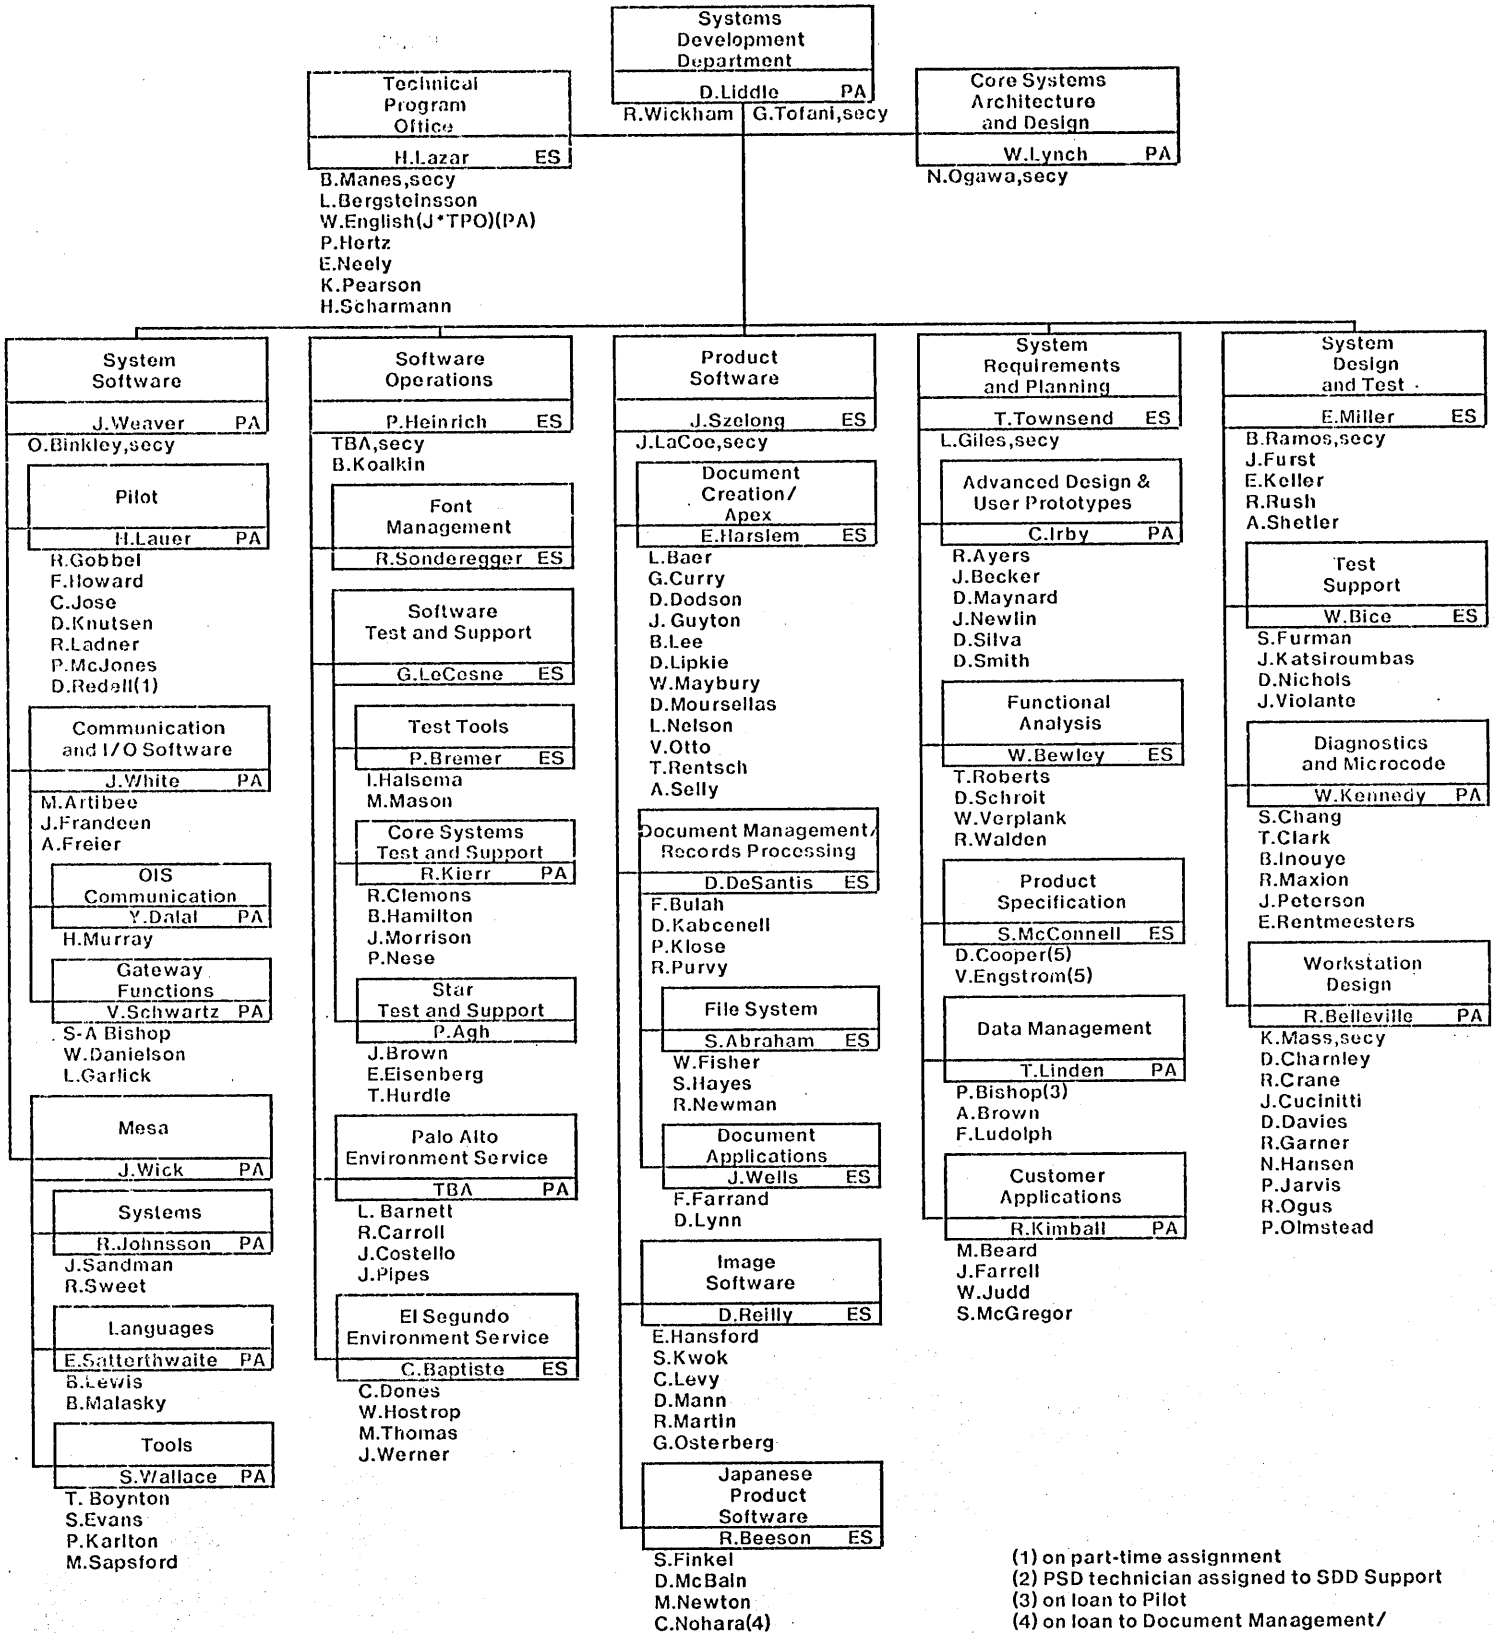 Systems
Development
Department
D.Liddle PA
R.Wickham G.Tofani,secy
Technical
Program
Office
H.Lazar ES
B.Manes,secy
L.Bergsteinsson
W.English(J*TPO)(PA)
P.Hertz
E.Neely
K.Pearson
H.Scharmann
Core Systems
Architecture
and Design
W.Lynch PA
N.Ogawa,secy
System
Software
J.Weaver PA
O.Binkley,secy
Pilot
H.Lauer PA
R.Gobbel
F.Howard
C.Jose
D.Knutsen
R.Ladner
P.McJones
D.Redell(1)
Communication
and I/O Software
J.White PA
M.Artibee
J.Frandeen
A.Freier
OIS
Communication
Y.Dalal PA
H.Murray
Gateway
Functions
V.Schwartz PA
S-A Bishop
W.Danielson
L.Garlick
Mesa
J.Wick PA
Systems
R.Johnsson PA
J.Sandman
R.Sweet
Languages
E.Satterthwaite PA
B.Lewis
B.Malasky
Tools
S.Wallace PA
T. Boynton
S.Evans
P.Karlton
M.Sapsford
Software
Operations
P.Heinrich ES
TBA,secy
B.Koalkin
Font
Management
R.Sonderegger ES
Software
Test and Support
G.LeCesne ES
Test Tools
P.Bremer ES
I.Halsema
M.Mason
Core Systems
Test and Support
R.Kierr PA
R.Clemons
B.Hamilton
J.Morrison
P.Nese
Star
Test and Support
P.Agh
J.Brown
E.Eisenberg
T.Hurdle
Palo Alto
Environment Service
TBA PA
L. Barnett
R.Carroll
J.Costello
J.Pipes
El Segundo
Environment Service
C.Baptiste ES
C.Dones
W.Hostrop
M.Thomas
J.Werner
Product
Software
J.Szelong ES
J.LaCoe,secy
Document
Creation/
Apex
E.Harslem ES
L.Baer
G.Curry
D.Dodson
J. Guyton
B.Lee
D.Lipkie
W.Maybury
D.Moursellas
L.Nelson
V.Otto
T.Rentsch
A.Selly
Document Management/
Records Processing
D.DeSantis ES
F.Bulah
D.Kabcenell
P.Klose
R.Purvy
File System
S.Abraham ES
W.Fisher
S.Hayes
R.Newman
Document
Applications
J.Wells ES
F.Farrand
D.Lynn
Image
Software
D.Reilly ES
E.Hansford
S.Kwok
C.Levy
D.Mann
R.Martin
G.Osterberg
Japanese
Product
Software
R.Beeson ES
S.Finkel
D.McBain
M.Newton
C.Nohara(4)
System
Requirements
and Planning
T.Townsend ES
L.Giles,secy
Advanced Design &
User Prototypes
C.Irby PA
R.Ayers
J.Becker
D.Maynard
J.Newlin
D.Silva
D.Smith
Functional
Analysis
W.Bewley ES
T.Roberts
D.Schroit
W.Verplank
R.Walden
Product
Specification
S.McConnell ES
D.Cooper(5)
V.Engstrom(5)
Data Management
T.Linden PA
P.Bishop(3)
A.Brown
F.Ludolph
Customer
Applications
R.Kimball PA
M.Beard
J.Farrell
W.Judd
S.McGregor
System
Design
and Test
E.Miller ES
B.Ramos,secy
J.Furst
E.Keller
R.Rush
A.Shetler
Test
Support
W.Bice ES
S.Furman
J.Katsiroumbas
D.Nichols
J.Violante
Diagnostics
and Microcode
W.Kennedy PA
S.Chang
T.Clark
B.Inouye
R.Maxion
J.Peterson
E.Rentmeesters
Workstation
Design
R.Belleville PA
K.Mass,secy
D.Charnley
R.Crane
J.Cucinitti
D.Davies
R.Garner
N.Hansen
P.Jarvis
R.Ogus
P.Olmstead
(1) on part-time assignment
(2) PSD technician assigned to SDD Support
(3) on loan to Pilot
(4) on loan to Document Management/